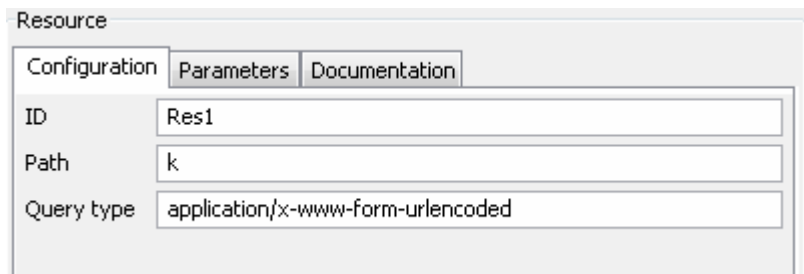 Resource
Configuration Parameters Documentation
ID Res1
Path k
Query type application/x-www-form-urlencoded